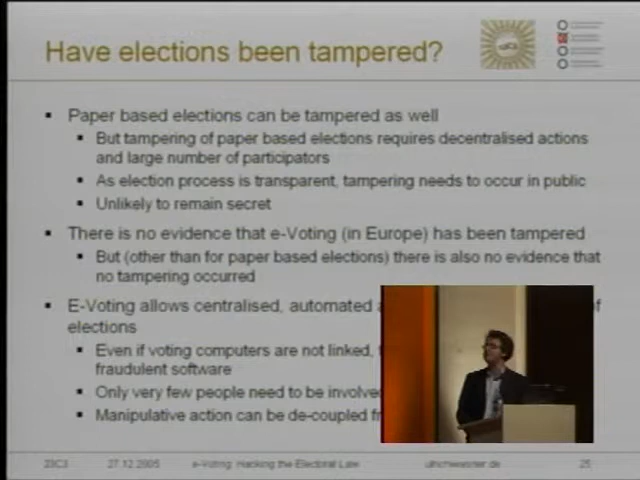 Have elections been tampered?
Paper based elections can be tampered as well
But tampering of paper based elections requires decentralised actions
and large number of participators
As election process is transparent, tampering needs to occur in public
Unlikely to remain secret
There is no evidence that e-Voting (in Europe) has been tampered
But (other than for paper based elections) there is also no evidence that
no tampering occurred
E-Voting allows centralised, automated of
elections
Even if voting computers are not linked,
fraudulent software
Only very few people need to be involved
Manipulative action can be de-coupled
22C3 27.12.2005 e-Voting: Hacking the Electoral Law ulrichwiesner.de 25